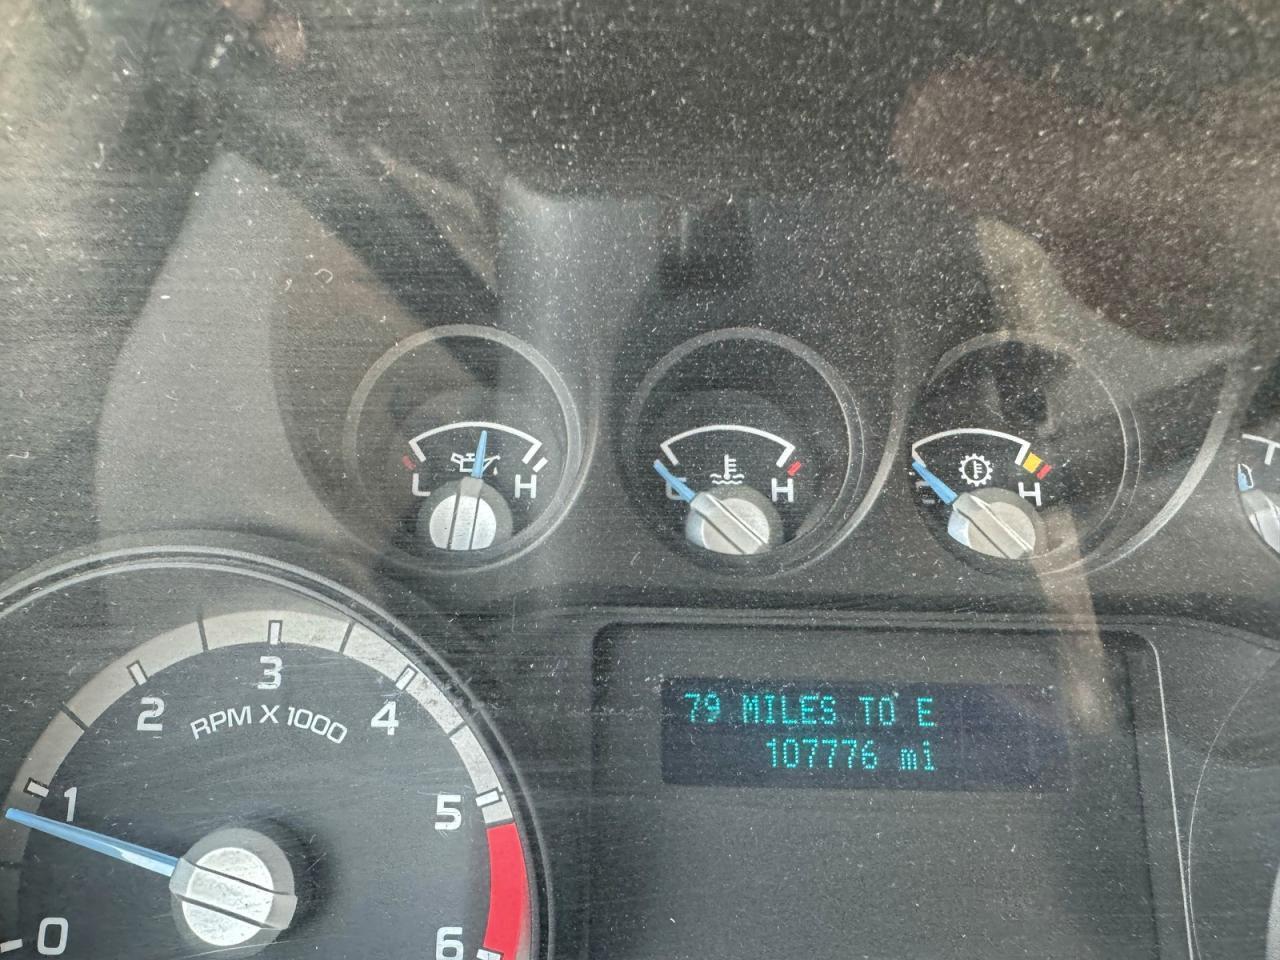 L H
L H
H
3
2 4
RPM X 1000
1 5
0 6
79 MILES TO E
107776 mi